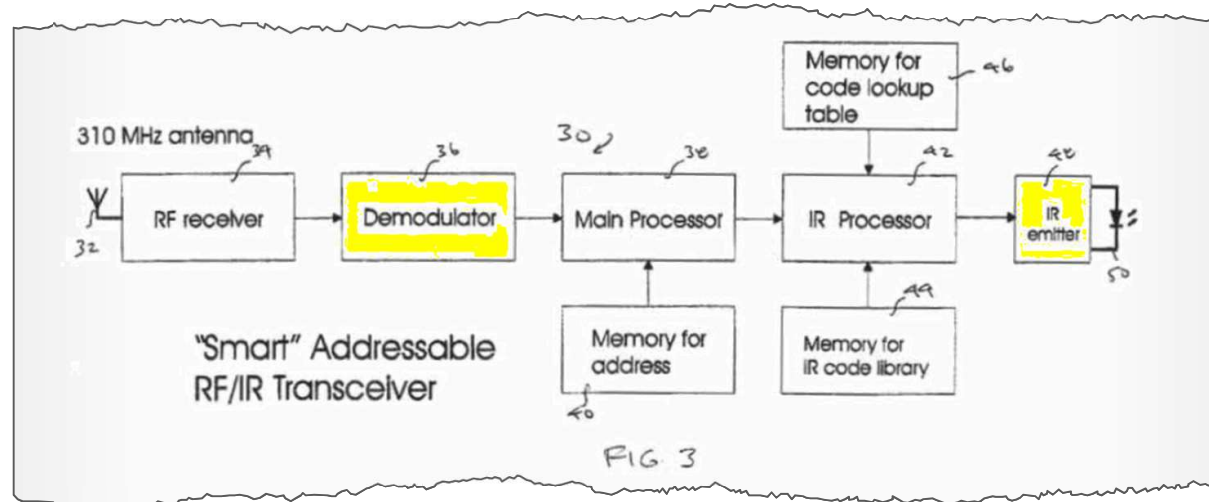 Memory for
code lookup
table
46
310 MHz antenna
34
36
30
38
42
48
RF receiver
Demodulator
Main Processor
IR Processor
IR
emitter
32
50
44
Memory for
address
Memory for
IR code library
40
"Smart" Addressable
RF/IR Transceiver
FIG. 3